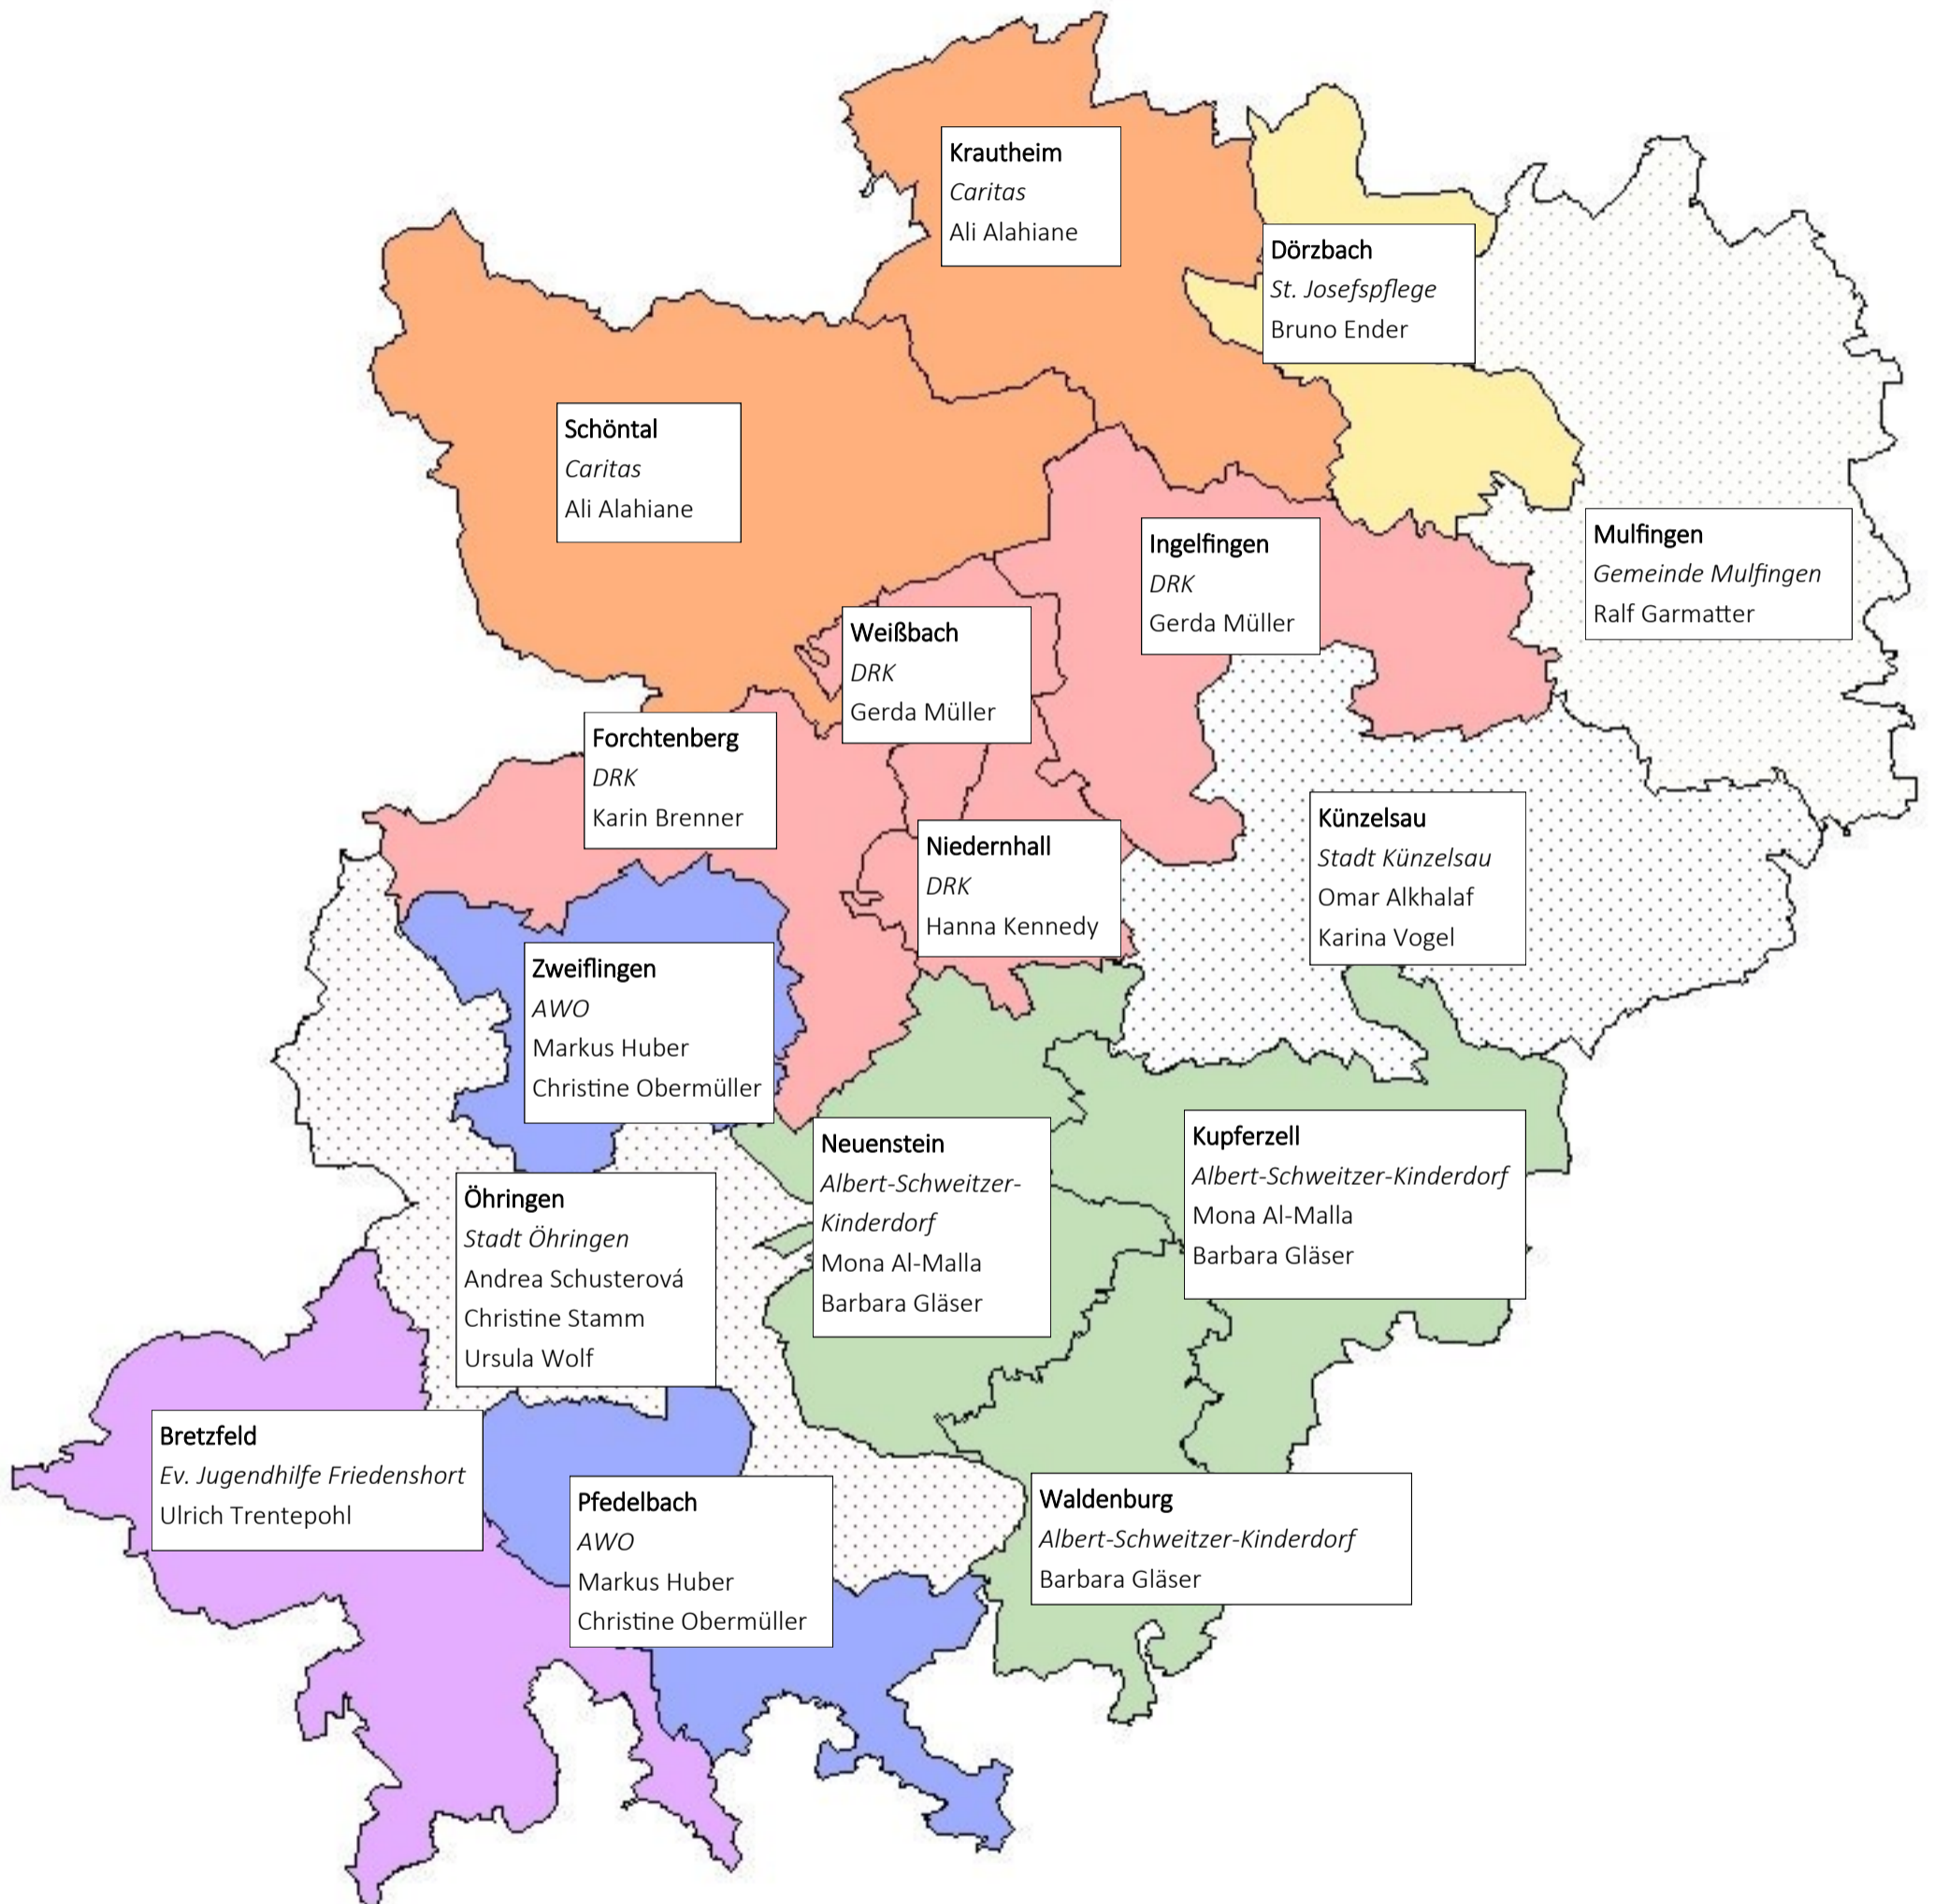 Krautheim
Caritas
Ali Alahiane
Dörzbach
St. Josefspflege
Bruno Ender
Schöntal
Caritas
Ali Alahiane
Mulfingen
Gemeinde Mulfingen
Ralf Garmatter
Ingelfingen
DRK
Gerda Müller
Weißbach
DRK
Gerda Müller
Forchtenberg
DRK
Karin Brenner
Künzelsau
Stadt Künzelsau
Omar Alkhalaf
Karina Vogel
Niedernhall
DRK
Hanna Kennedy
Zweiflingen
AWO
Markus Huber
Christine Obermüller
Neuenstein
Albert-Schweitzer-
Kinderdorf
Mona Al-Malla
Barbara Gläser
Kupferzell
Albert-Schweitzer-Kinderdorf
Mona Al-Malla
Barbara Gläser
Öhringen
Stadt Öhringen
Andrea Schusterová
Christine Stamm
Ursula Wolf
Bretzfeld
Ev. Jugendhilfe Friedenshort
Ulrich Trentepohl
Pfedelbach
AWO
Markus Huber
Christine Obermüller
Waldenburg
Albert-Schweitzer-Kinderdorf
Barbara Gläser